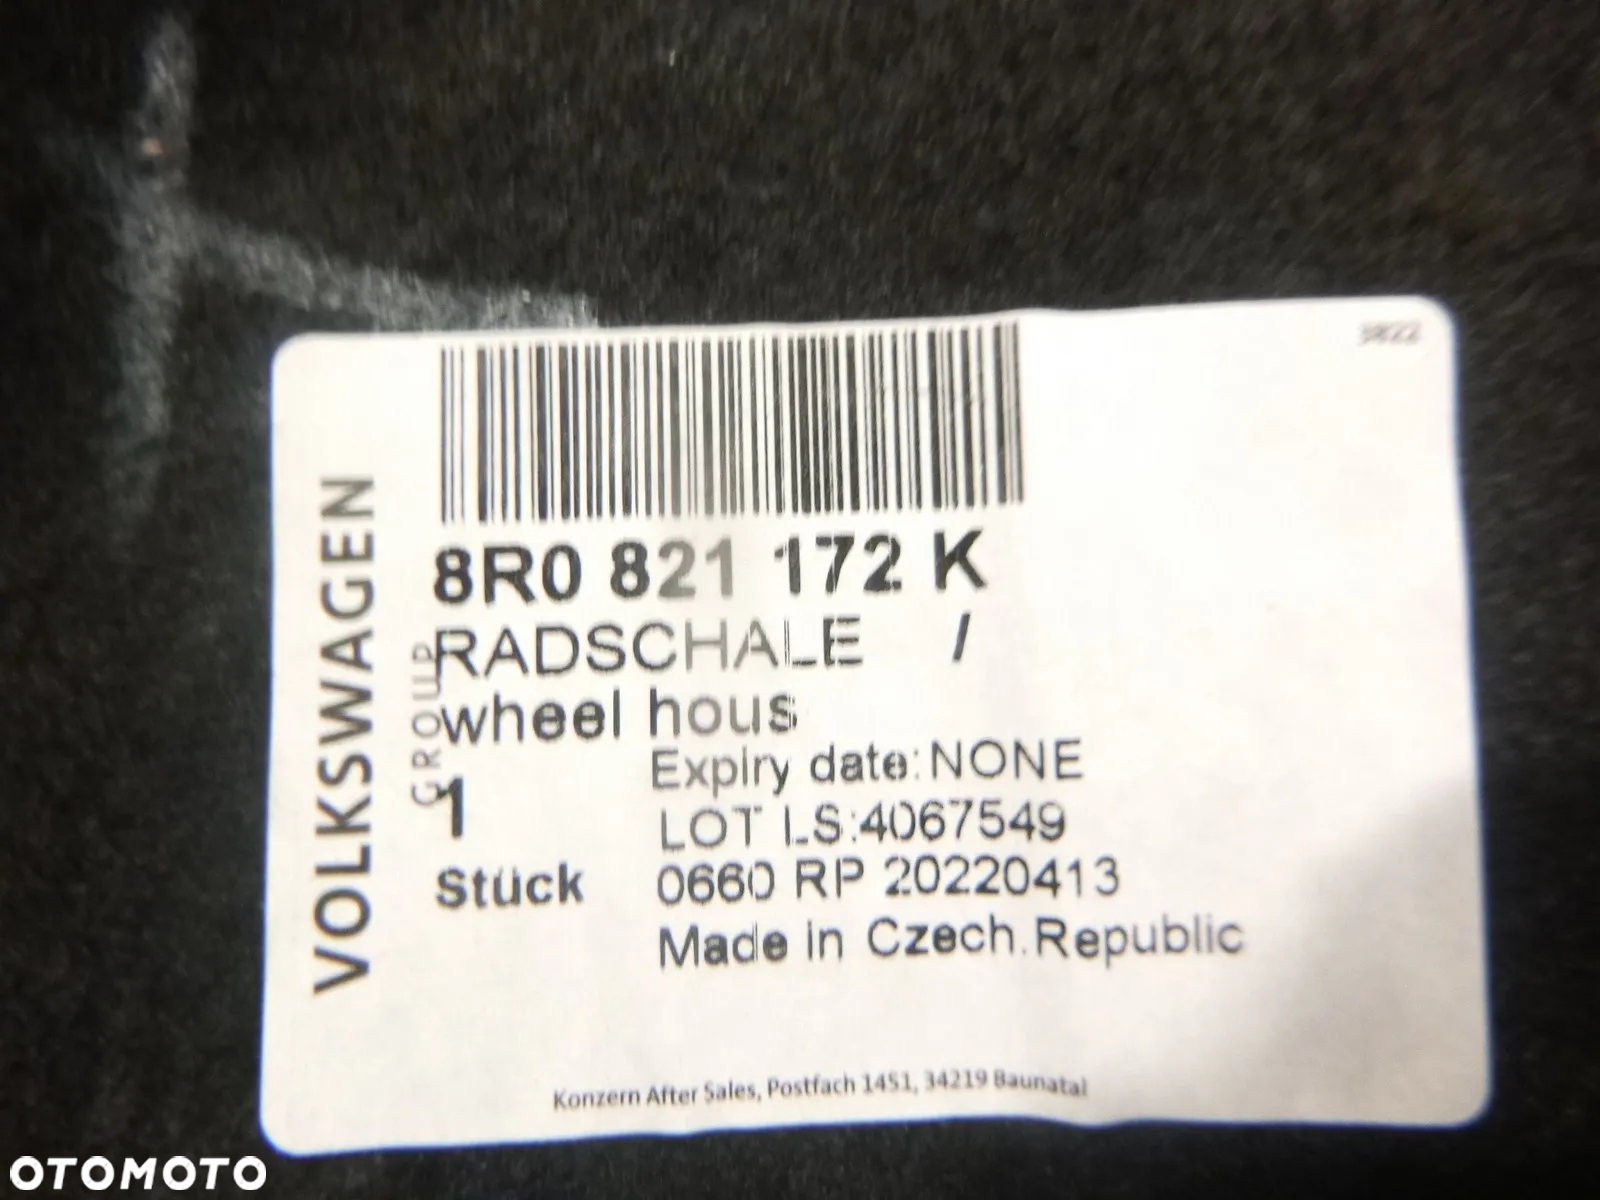 VOLKSWAGEN
GROUP
8R0 821 172 K
RADSCHALE /
wheel hous
1
Stück
Expiry date:NONE
LOT LS:4067549
0660 RP 20220413
Made in Czech.Republic
Konzern After Sales, Postfach 1451, 34219 Baunatal
OTOMOTO